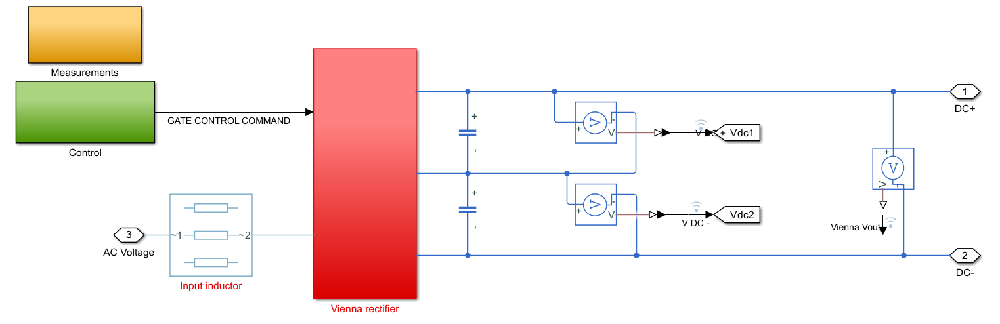 Measurements
GATE CONTROL COMMAND
Control
3
AC Voltage
~1
~2
Input inductor
Vienna rectifier
+
-
+
-
+
-
V
V
V DC +
Vdc1
+
-
V
V
V DC -
Vdc2
+
V
V
-
Vienna Vout
1
DC+
2
DC-